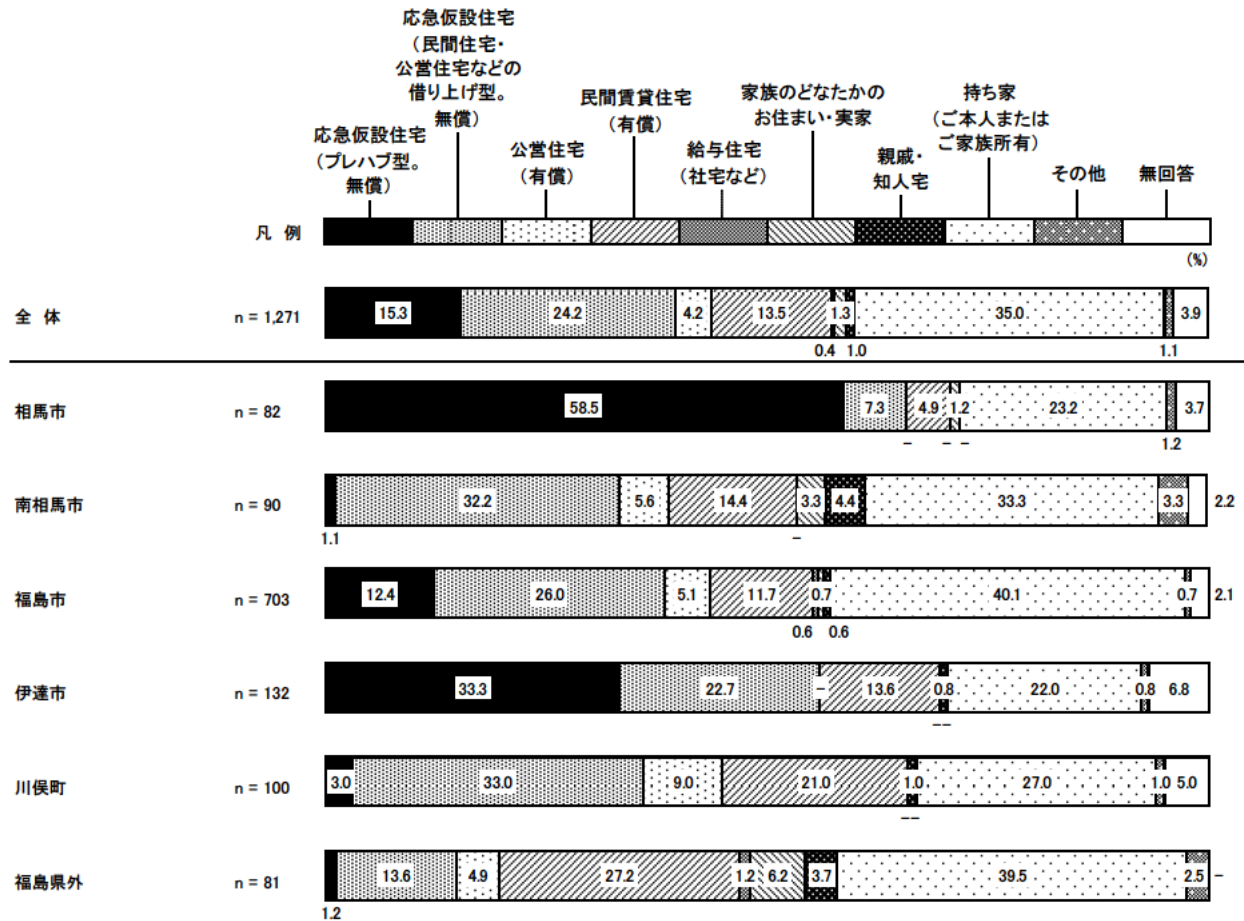 応急仮設住宅
（民間住宅・
公営住宅などの
借り上げ型。
無償）
応急仮設住宅
（プレハブ型。
無償）
公営住宅
（有償）
民間賃貸住宅
（有償）
給与住宅
（社宅など）
家族のどなたかの
お住まい・実家
親戚・
知人宅
持ち家
（ご本人または
ご家族所有）
その他
無回答
凡 例
(%)
全 体 n = 1,271 15.3 24.2 4.2 13.5 1.3 35.0 3.9
0.4 1.0 1.1
相馬市 n = 82 58.5 7.3 4.9 1.2 23.2 3.7
- - - 1.2
南相馬市 n = 90 32.2 5.6 14.4 3.3 4.4 33.3 3.3 2.2
1.1 -
福島市 n = 703 12.4 26.0 5.1 11.7 0.7 40.1 0.7 2.1
0.6 0.6
伊達市 n = 132 33.3 22.7 - 13.6 0.8 22.0 0.8 6.8
- -
川俣町 n = 100 3.0 33.0 9.0 21.0 1.0 27.0 1.0 5.0
- -
福島県外 n = 81 13.6 4.9 27.2 1.2 6.2 3.7 39.5 2.5 -
1.2